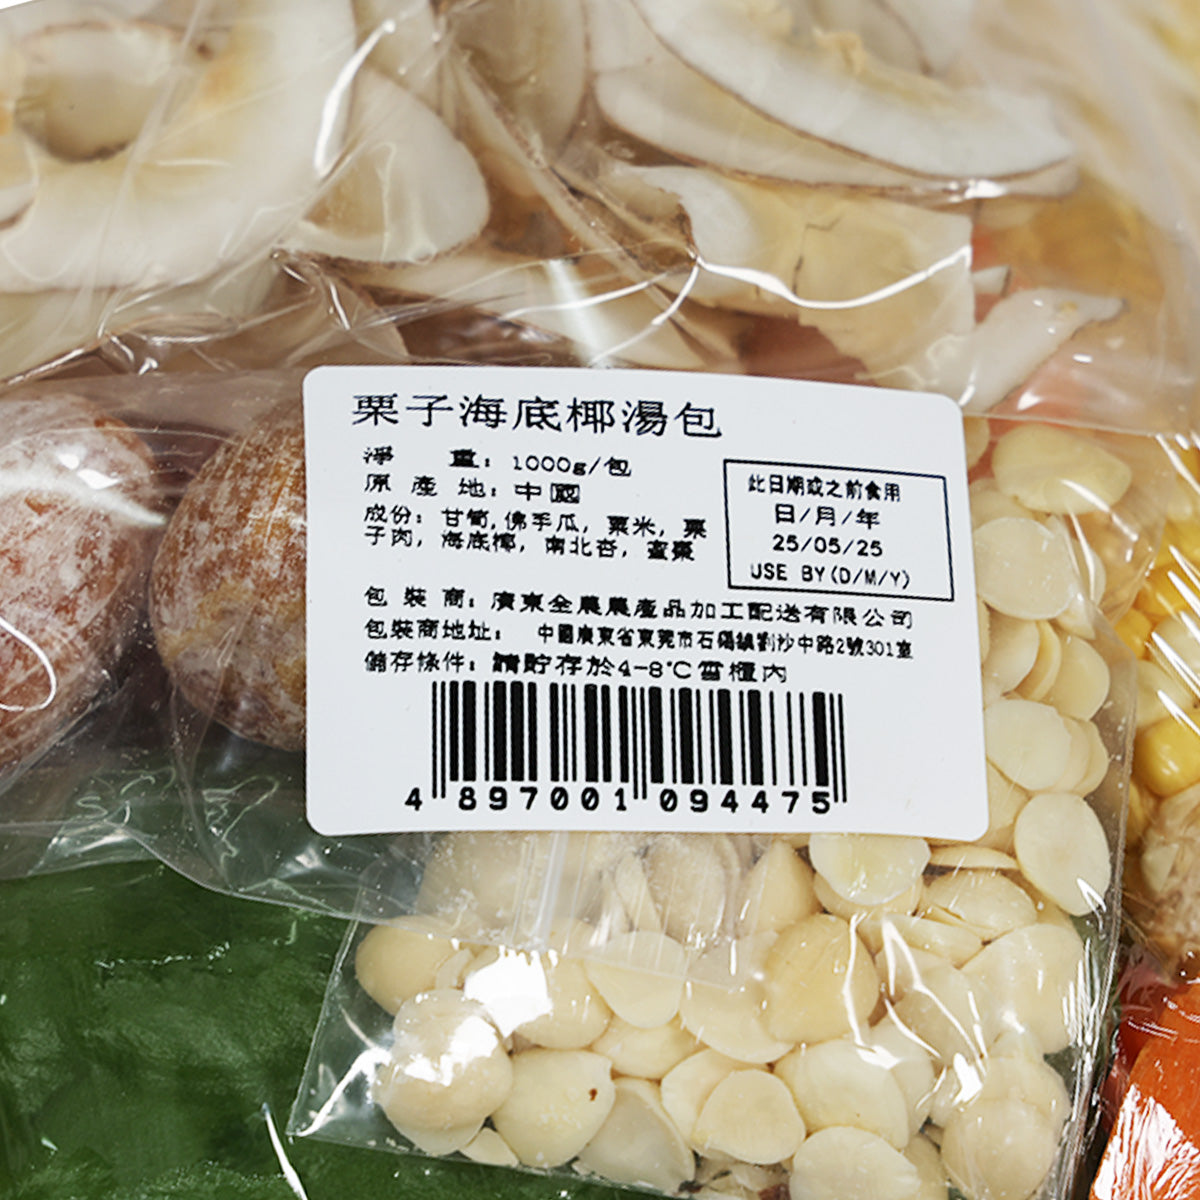 栗子海底椰湯包
淨 重: 1000g/包
原 產 地: 中國
成份: 甘筍, 佛手瓜, 粟米, 栗
子肉, 海底椰, 南北杏, 蜜棗
此日期或之前食用
日/月/年
25/05/25
USE BY(D/M/Y)
包 裝 商: 廣東全農農產品加工配送有限公司
包裝商地址: 中國廣東省東莞市石碣鎮劉沙中路2號301室
儲存條件: 請貯存於4-8℃雪櫃內
4 897001 094475